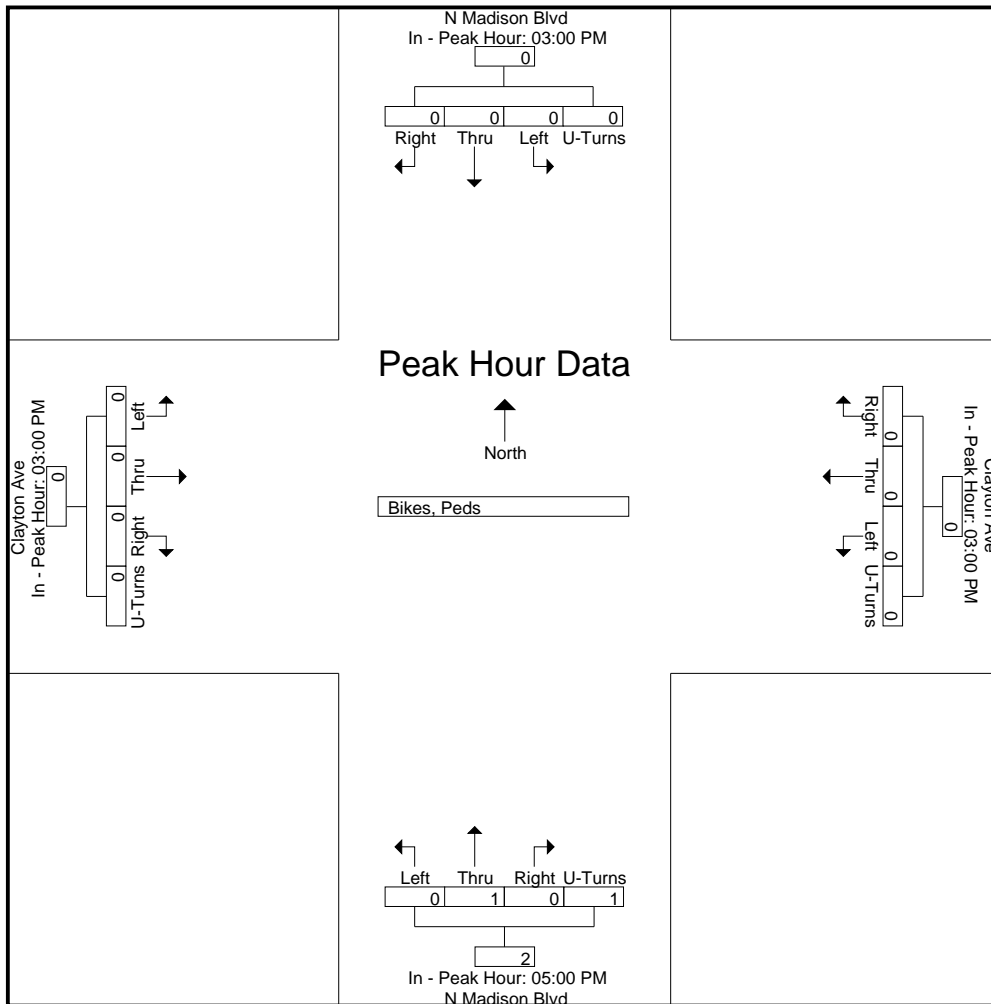 N Madison Blvd
In - Peak Hour: 03:00 PM
0
0 0 0 0
Right Thru Left U-Turns
Peak Hour Data
North
Bikes, Peds
Clayton Ave
In - Peak Hour: 03:00 PM
0
0 0 0 0
Left Thru Right U-Turns
Clayton Ave
In - Peak Hour: 03:00 PM
0
0 0 0 0
Right Thru Left U-Turns
Left Thru Right U-Turns
0 1 0 1
2
In - Peak Hour: 05:00 PM
N Madison Blvd